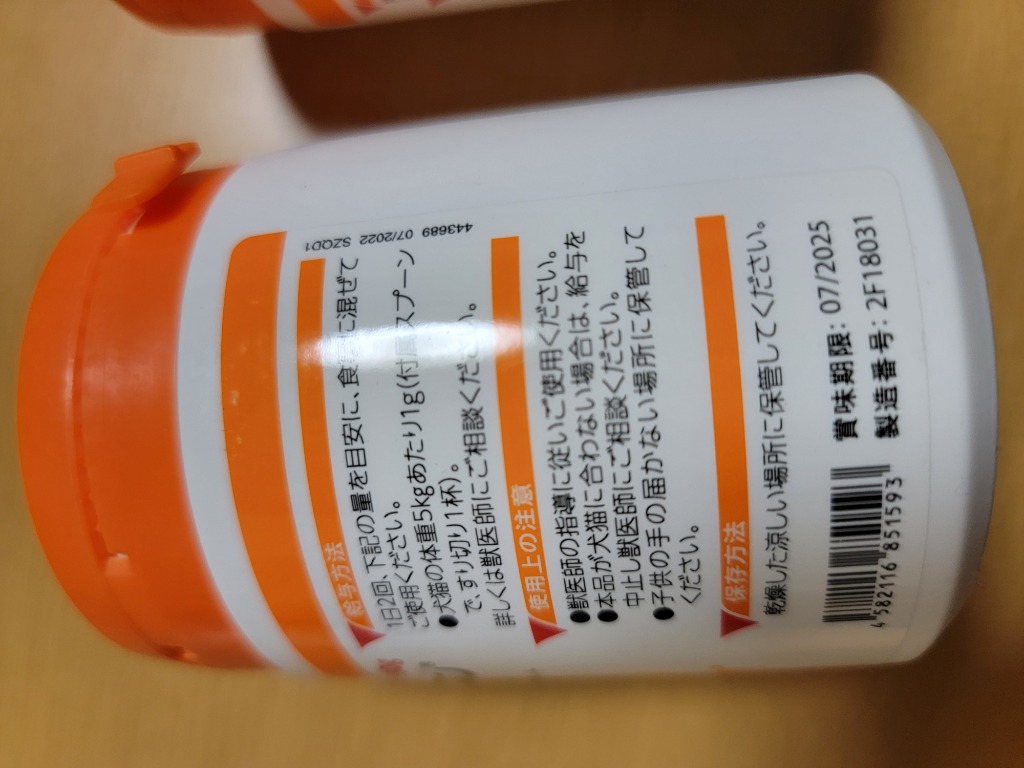 443689 07/2022 SZQD1
給与方法
1日2回、下記の量を目安に、食事に混ぜて
ご使用ください。
●犬猫の体重5kgあたり1g(付属スプーン
ですり切り1杯)。
詳しくは獣医師にご相談ください。
使用上の注意
●獣医師の指導に従いご使用ください。
●本品が犬猫に合わない場合は、給与を
中止し獣医師にご相談ください。
●子供の手の届かない場所に保管して
ください。
保存方法
乾燥した涼しい場所に保管してください。
4 582116 851593
賞味期限: 07/2025
製造番号: 2F18031